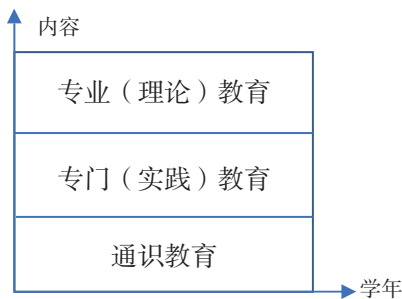 内容
专业（理论）教育
专门（实践）教育
通识教育
学年